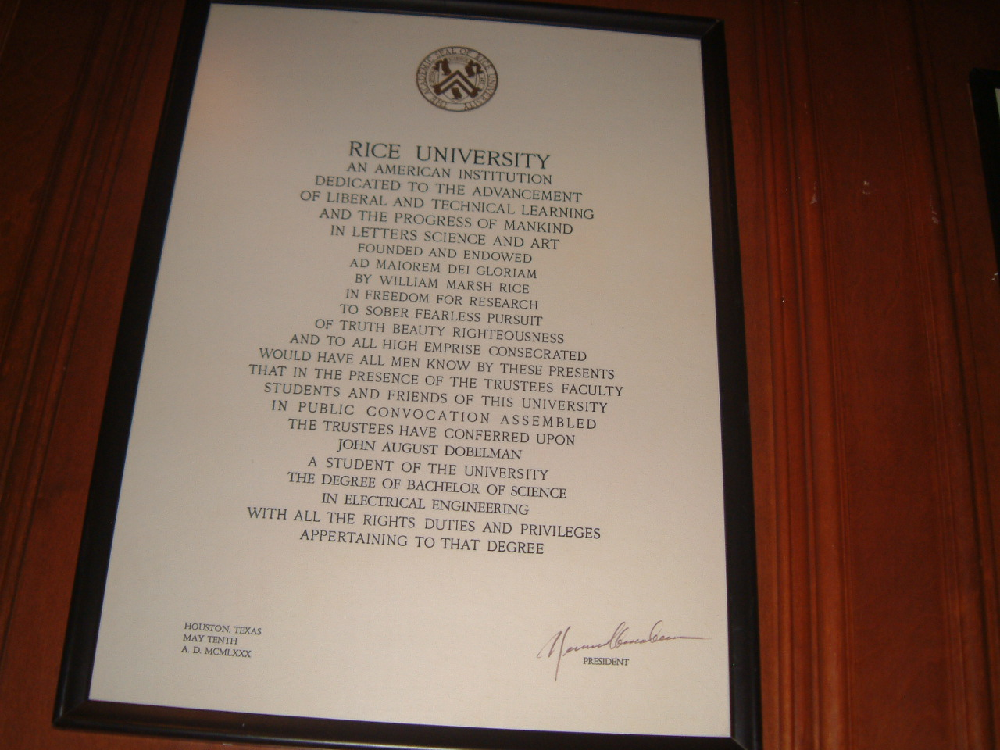 THE ACADEMIC SEAL OF RICE UNIVERSITY
RICE UNIVERSITY
AN AMERICAN INSTITUTION
DEDICATED TO THE ADVANCEMENT
OF LIBERAL AND TECHNICAL LEARNING
AND THE PROGRESS OF MANKIND
IN LETTERS SCIENCE AND ART
FOUNDED AND ENDOWED
AD MAIOREM DEI GLORIAM
BY WILLIAM MARSH RICE
IN FREEDOM FOR RESEARCH
TO SOBER FEARLESS PURSUIT
OF TRUTH BEAUTY RIGHTEOUSNESS
AND TO ALL HIGH EMPRISE CONSECRATED
WOULD HAVE ALL MEN KNOW BY THESE PRESENTS
THAT IN THE PRESENCE OF THE TRUSTEES FACULTY
STUDENTS AND FRIENDS OF THIS UNIVERSITY
IN PUBLIC CONVOCATION ASSEMBLED
THE TRUSTEES HAVE CONFERRED UPON
JOHN AUGUST DOBELMAN
A STUDENT OF THE UNIVERSITY
THE DEGREE OF BACHELOR OF SCIENCE
IN ELECTRICAL ENGINEERING
WITH ALL THE RIGHTS DUTIES AND PRIVILEGES
APPERTAINING TO THAT DEGREE
HOUSTON, TEXAS
MAY TENTH
A. D. MCMLXXX
PRESIDENT